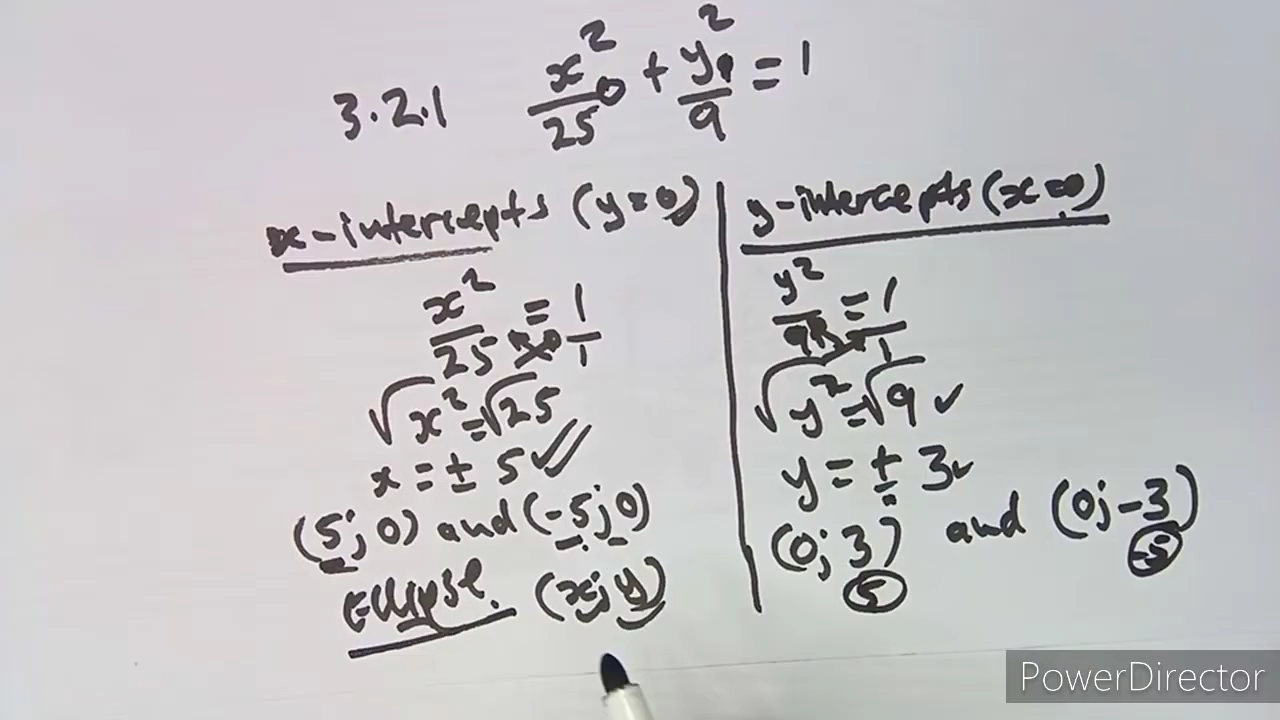 3.2.1 x²/25 + y²/9 = 1
x-intercepts (y=0)
x²/25 = 1/1
√x² = √25
x = ± 5 ✓✓
(5; 0) and (-5; 0)
Ellipse. (x; y)
y-intercepts (x=0)
y²/9 = 1/1
√y² = √9 ✓
y = ± 3 ✓
(0; 3) and (0; -3)
5 -5
PowerDirector